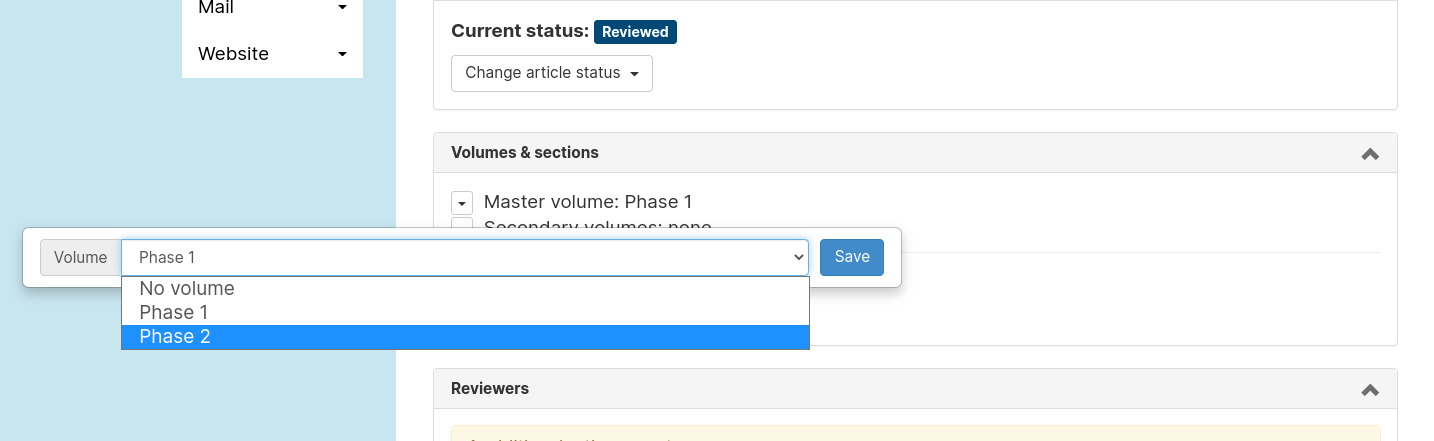 Mail
Website
Current status: Reviewed
Change article status
Volumes & sections
Master volume: Phase 1
Secondary volumes: none
Volume
Phase 1
Save
No volume
Phase 1
Phase 2
Reviewers